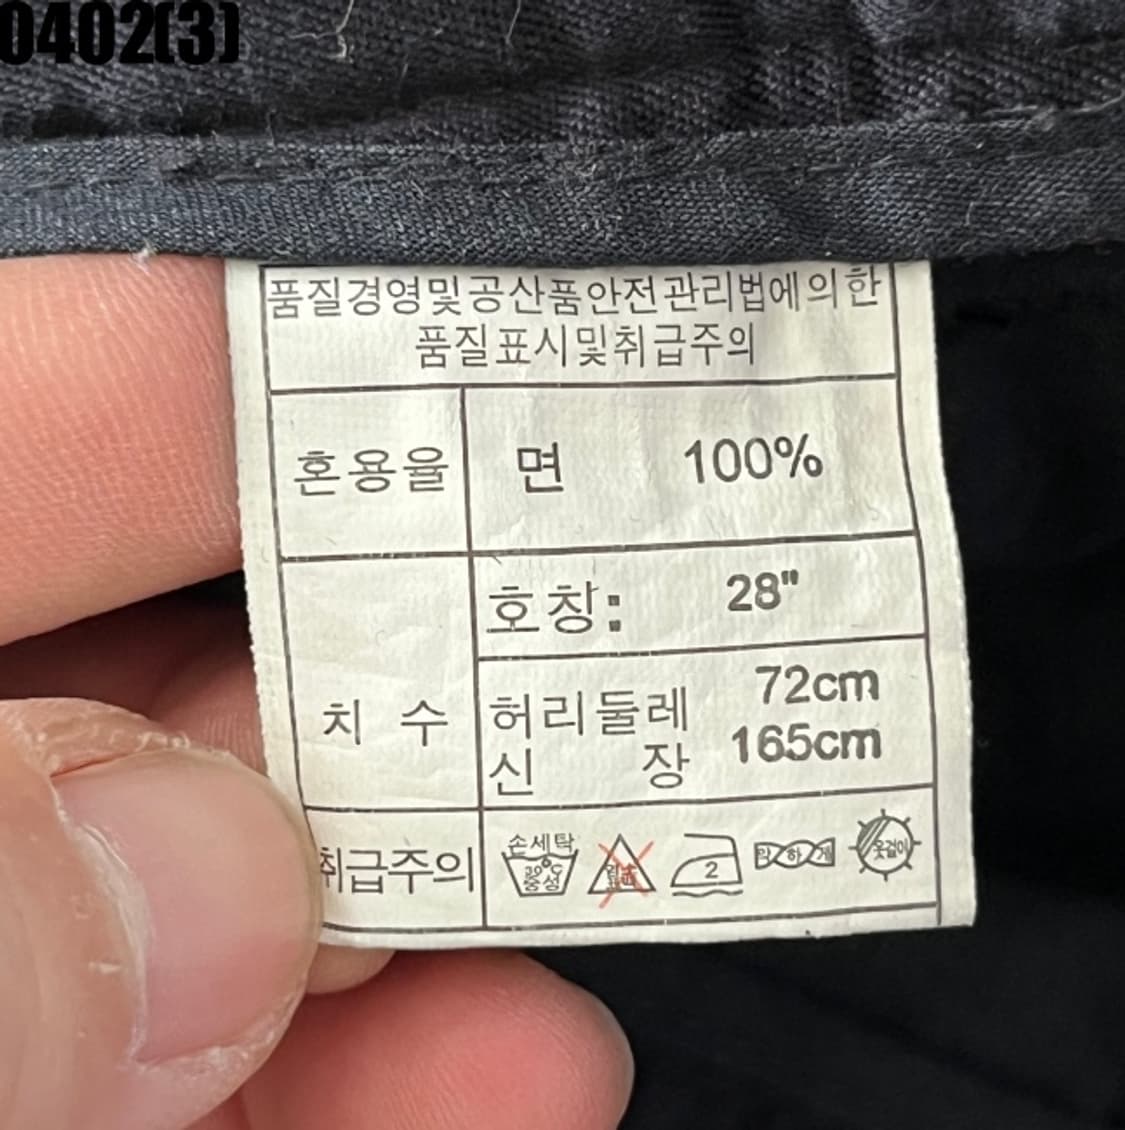 0402(3)
품질경영및공산품안전관리법에의한
품질표시및취급주의
혼용율 면 100%
치 수
호칭: 28"
허리둘레 72cm
신 장 165cm
취급주의
손세탁
30°C
중성
2
약하게
옷걸이